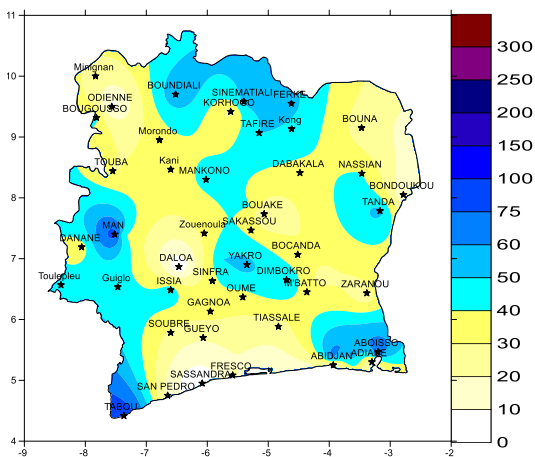 11
10
9
8
7
6
5
4
-9 -8 -7 -6 -5 -4 -3 -2
300
250
200
150
100
75
60
50
40
30
20
10
0
Minignan
ODIENNE
BOUGOUSSO
BOUNDIALI
SINEMATIALI
FERKE
KORHOGO
TAFIRE
Kong
BOUNA
Morondo
TOUBA
Kani
MANKONO
DABAKALA
NASSIAN
BONDOUKOU
TANDA
BOUAKE
SAKASSOU
Zouenoula
MAN
DANANE
BOCANDA
YAKRO
DALOA
DIMBOKRO
SINFRA
M'BATTO
Toulepleu
Guiglo
ISSIA
OUME
ZARANOU
GAGNOA
TIASSALE
SOUBRE
GUEYO
ABOISSO
ADIAKE
ABIDJAN
FRESCO
SASSANDRA
SAN PEDRO
TABOU